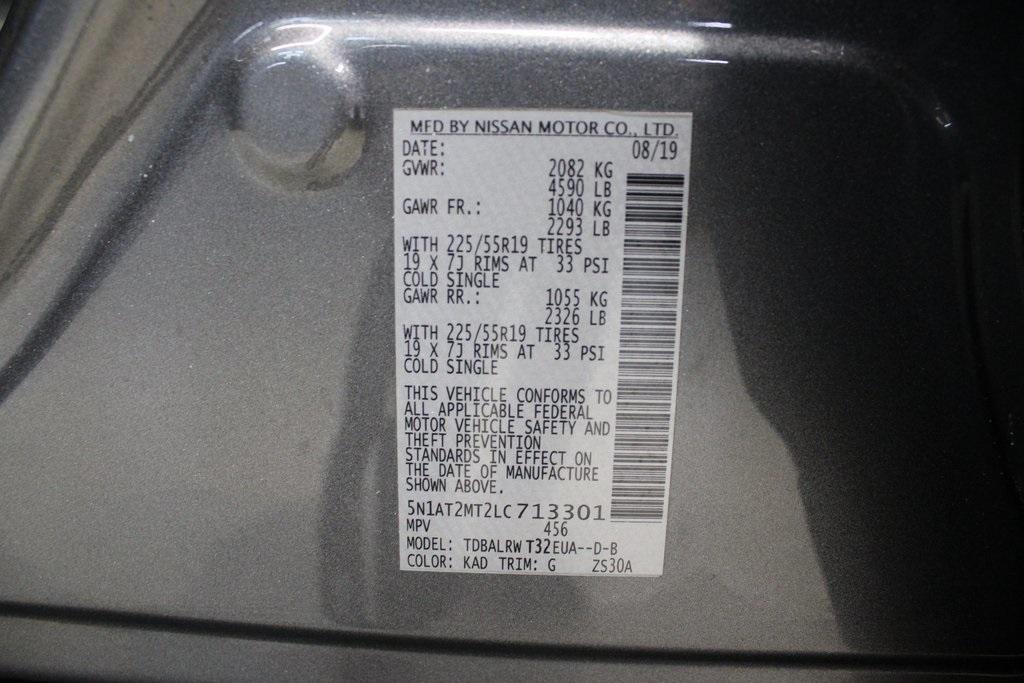 MFD BY NISSAN MOTOR CO., LTD.
DATE: 08/19
GVWR: 2082 KG
4590 LB
GAWR FR.: 1040 KG
2293 LB
WITH 225/55R19 TIRES
19 X 7J RIMS AT 33 PSI
COLD SINGLE
GAWR RR.: 1055 KG
2326 LB
WITH 225/55R19 TIRES
19 X 7J RIMS AT 33 PSI
COLD SINGLE
THIS VEHICLE CONFORMS TO
ALL APPLICABLE FEDERAL
MOTOR VEHICLE SAFETY AND
THEFT PREVENTION
STANDARDS IN EFFECT ON
THE DATE OF MANUFACTURE
SHOWN ABOVE.
5N1AT2MT2LC713301
MPV 456
MODEL: TDBALRW T32EUA--D-B
COLOR: KAD TRIM: G ZS30A